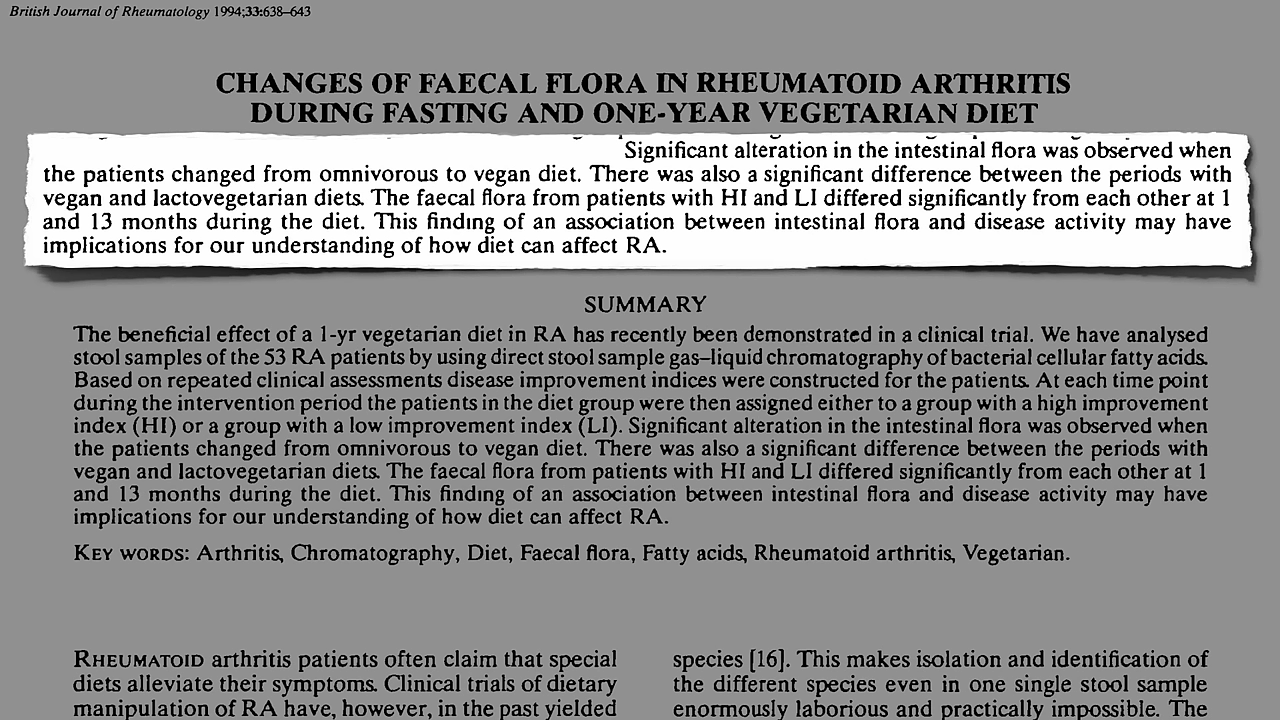 British Journal of Rheumatology 1994;33:638–643
CHANGES OF FAECAL FLORA IN RHEUMATOID ARTHRITIS
DURING FASTING AND ONE-YEAR VEGETARIAN DIET
Significant alteration in the intestinal flora was observed when
the patients changed from omnivorous to vegan diet. There was also a significant difference between the periods with
vegan and lactovegetarian diets. The faecal flora from patients with HI and LI differed significantly from each other at 1
and 13 months during the diet. This finding of an association between intestinal flora and disease activity may have
implications for our understanding of how diet can affect RA.
SUMMARY
The beneficial effect of a 1-yr vegetarian diet in RA has recently been demonstrated in a clinical trial. We have analysed
stool samples of the 53 RA patients by using direct stool sample gas–liquid chromatography of bacterial cellular fatty acids.
Based on repeated clinical assessments disease improvement indices were constructed for the patients. At each time point
during the intervention period the patients in the diet group were then assigned either to a group with a high improvement
index (HI) or a group with a low improvement index (LI). Significant alteration in the intestinal flora was observed when
the patients changed from omnivorous to vegan diet. There was also a significant difference between the periods with
vegan and lactovegetarian diets. The faecal flora from patients with HI and LI differed significantly from each other at 1
and 13 months during the diet. This finding of an association between intestinal flora and disease activity may have
implications for our understanding of how diet can affect RA.
KEY WORDS: Arthritis, Chromatography, Diet, Faecal flora, Fatty acids, Rheumatoid arthritis, Vegetarian.
RHEUMATOID arthritis patients often claim that special
diets alleviate their symptoms. Clinical trials of dietary
manipulation of RA have, however, in the past yielded
species [16]. This makes isolation and identification of
the different species even in one single stool sample
enormously laborious and practically impossible. The